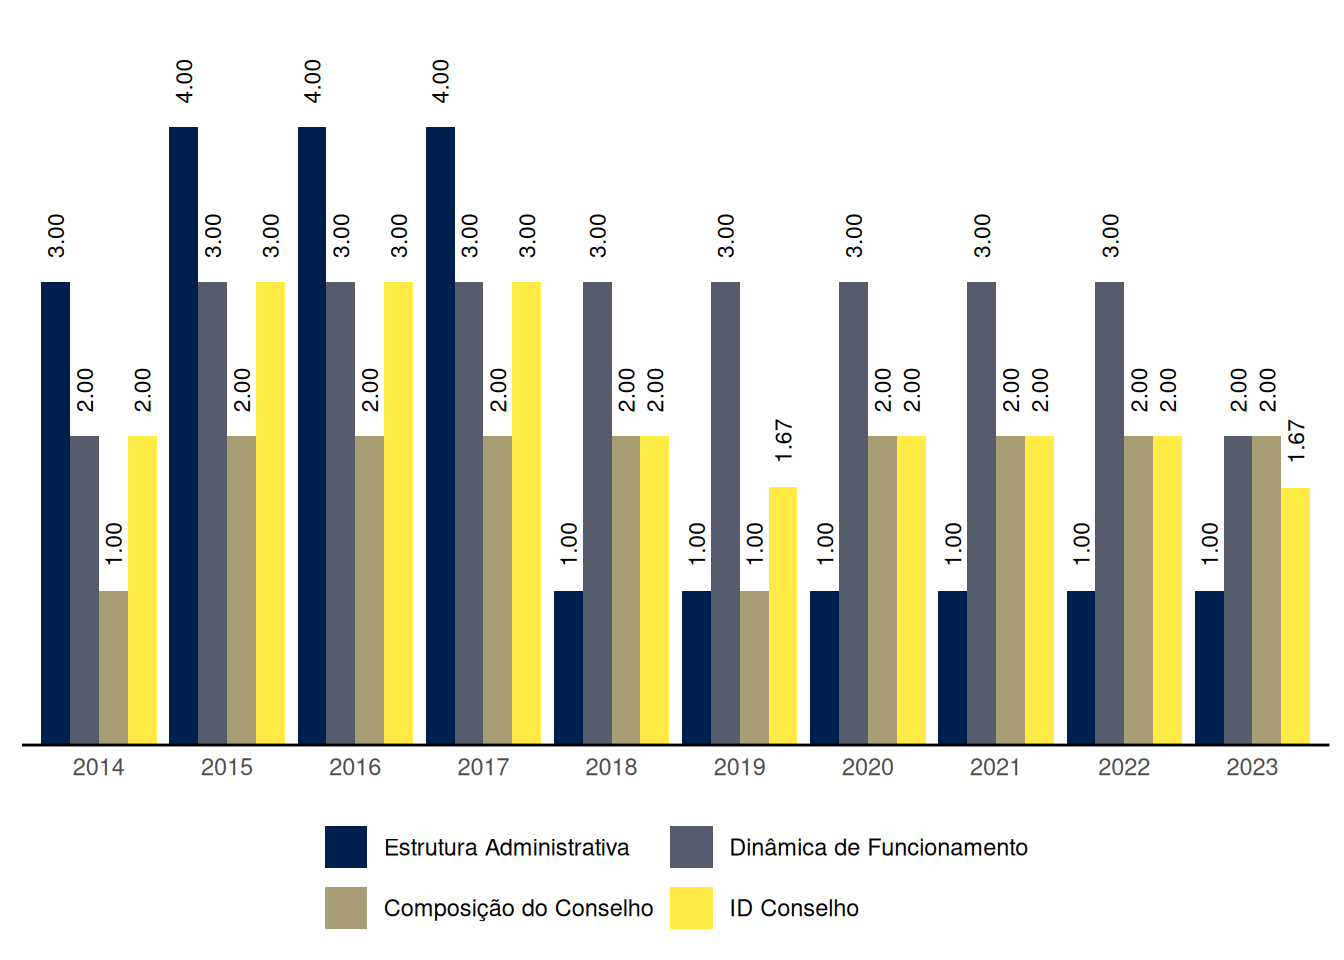 4.00 4.00 4.00
3.00 3.00 3.00 3.00 3.00 3.00 3.00 3.00 3.00 3.00 3.00 3.00
2.00 2.00 2.00 2.00 2.00 2.00 2.00 2.00 2.00 2.00 2.00 2.00 2.00 2.00 2.00
1.67 1.67
1.00 1.00 1.00 1.00 1.00 1.00 1.00 1.00
2014 2015 2016 2017 2018 2019 2020 2021 2022 2023
Estrutura Administrativa Dinâmica de Funcionamento
Composição do Conselho ID Conselho